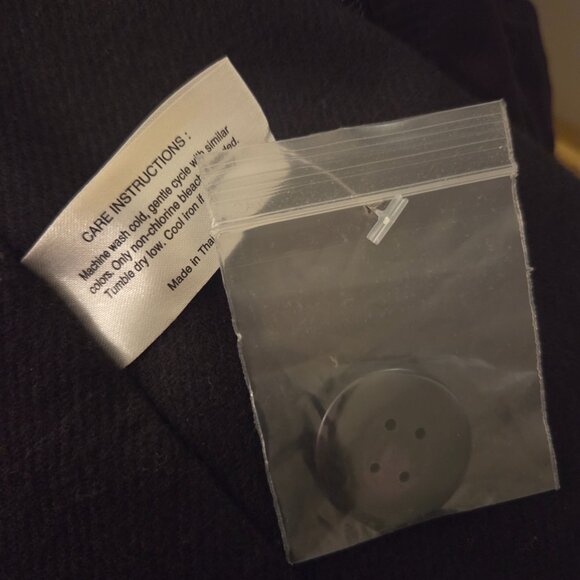 CARE INSTRUCTIONS:
Machine wash cold, gentle cycle with similar
colors. Only non-chlorine bleach
Tumble dry low. Cool iron if
Made in